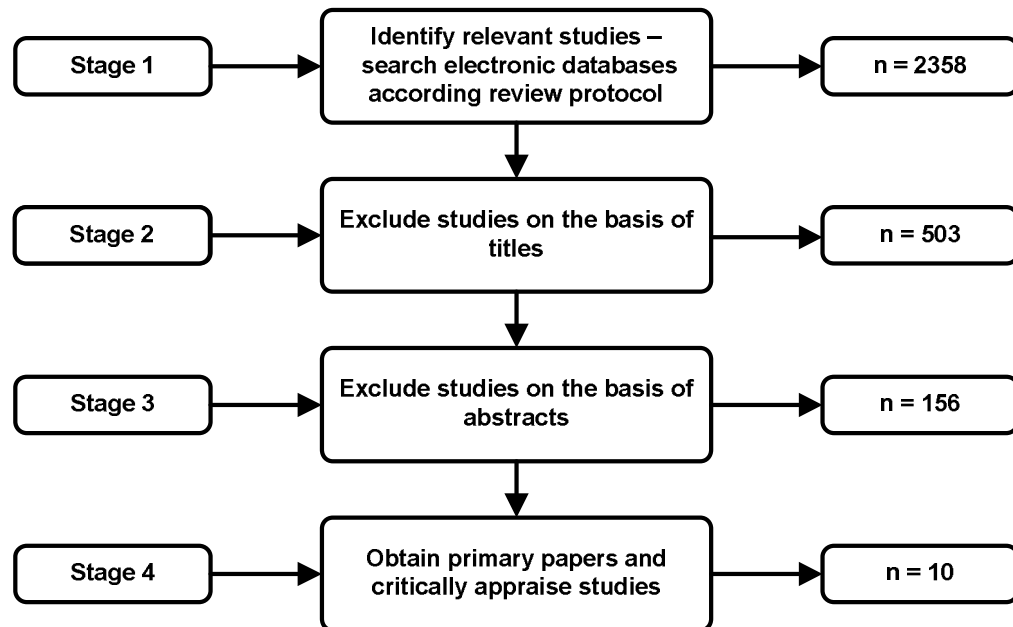 Stage 1
Identify relevant studies –
search electronic databases
according review protocol
n = 2358
Stage 2
Exclude studies on the basis of
titles
n = 503
Stage 3
Exclude studies on the basis of
abstracts
n = 156
Stage 4
Obtain primary papers and
critically appraise studies
n = 10